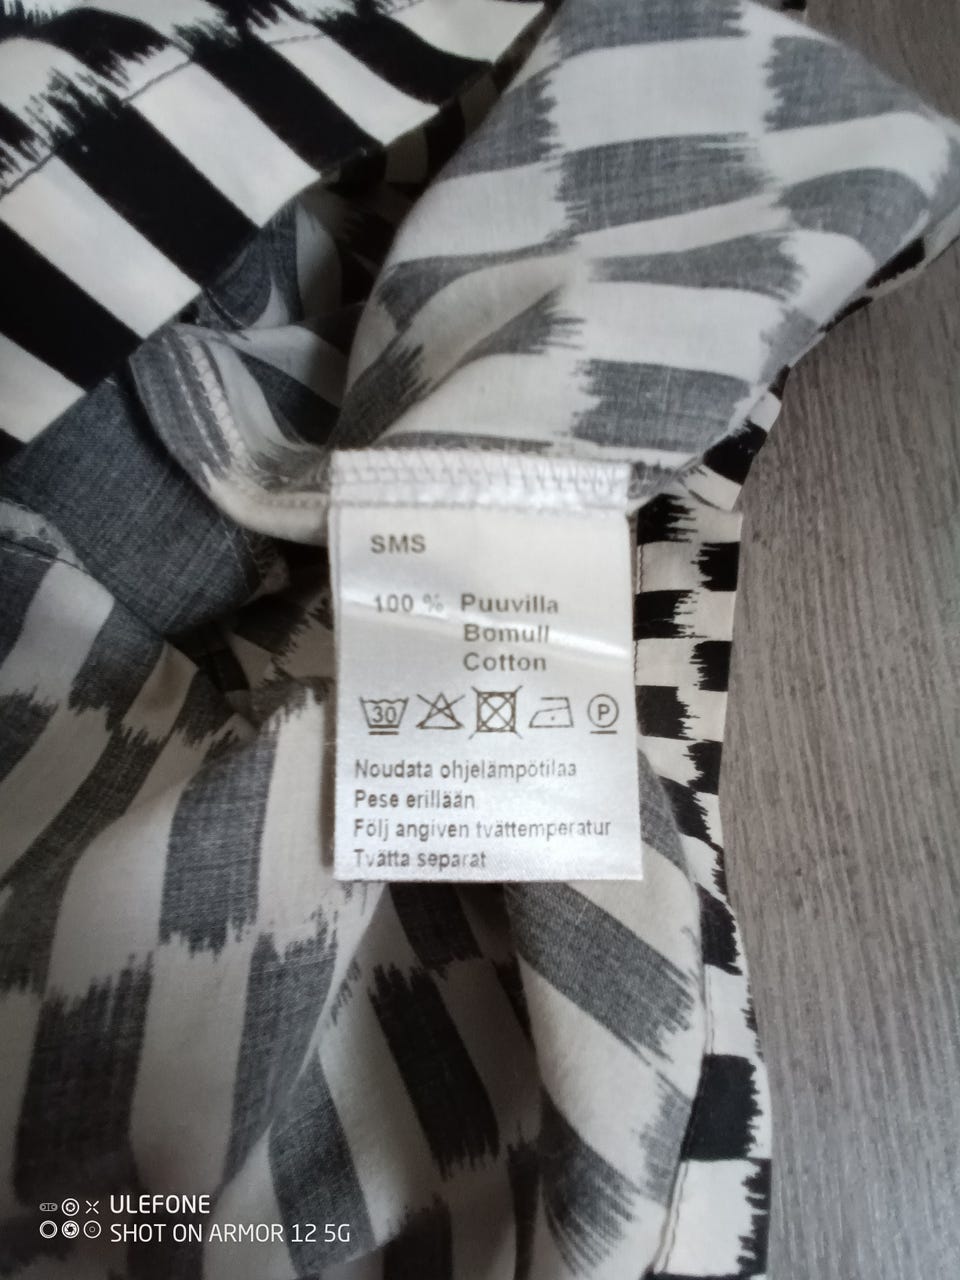 SMS
100 % Puuvilla
Bomull
Cotton
30 P
Noudata ohjelämpötilaa
Pese erillään
Följ angiven tvättemperatur
Tvätta separat
ULEFONE
SHOT ON ARMOR 12 5G